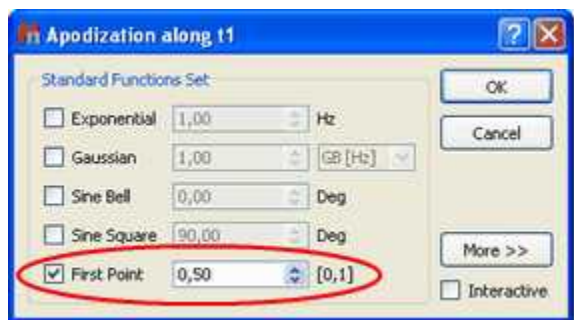 Apodization along t1
Standard Functions Set
OK
Exponential 1,00 Hz
Cancel
Gaussian 1,00 GB [Hz]
Sine Bell 0,00 Deg
Sine Square 90,00 Deg
More >>
First Point 0,50 [0,1]
Interactive